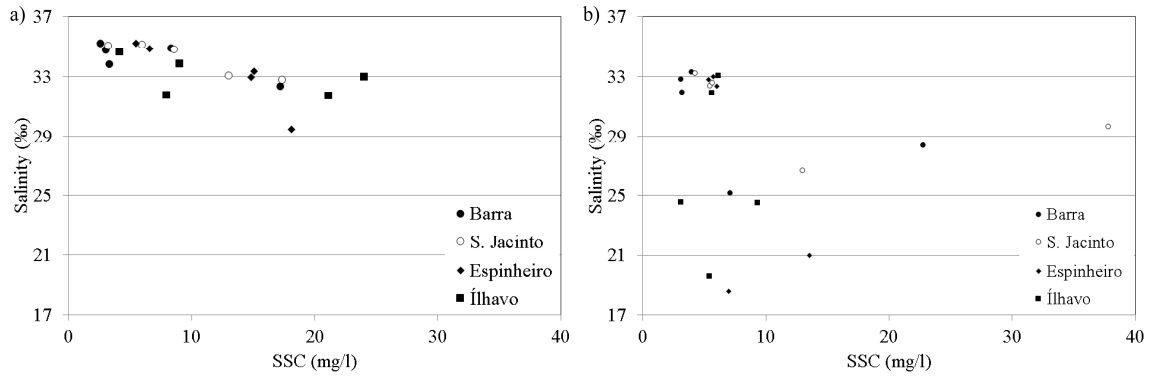 a)
37
33
29
25
21
17
Salinity (‰)
0
10
20
30
40
SSC (mg/l)
Barra
S. Jacinto
Espinheiro
Ílhavo
b)
37
33
29
25
21
17
Salinity (‰)
0
10
20
30
40
SSC (mg/l)
Barra
S. Jacinto
Espinheiro
Ílhavo